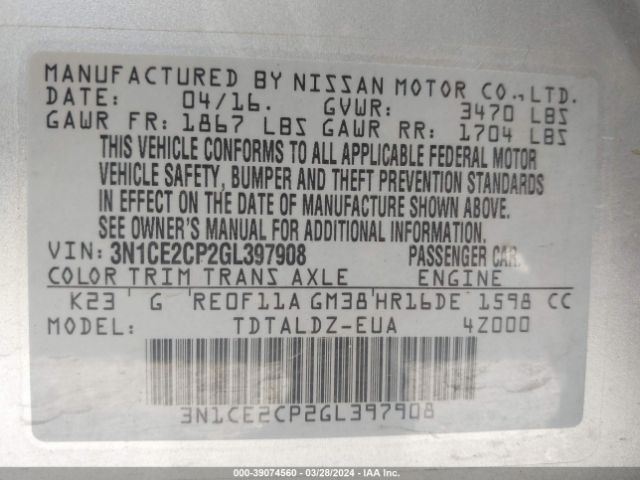 MANUFACTURED BY NISSAN MOTOR CO.,LTD.
DATE: 04/16. GVWR: 3470 LBS
GAWR FR: 1867 LBS GAWR RR: 1704 LBS
THIS VEHICLE CONFORMS TO ALL APPLICABLE FEDERAL MOTOR
VEHICLE SAFETY, BUMPER AND THEFT PREVENTION STANDARDS
IN EFFECT ON THE DATE OF MANUFACTURE SHOWN ABOVE.
SEE OWNER'S MANUAL FOR ADDITIONAL INFORMATION.
VIN: 3N1CE2CP2GL397908 PASSENGER CAR.
COLOR TRIM TRANS AXLE ENGINE
K23 G RE0F11A GM38 HR16DE 1598 CC
MODEL: TDTALDZ-EUA 4Z000
3N1CE2CP2GL397908
000-39074560 | 03/28/2024 | IAA Inc.